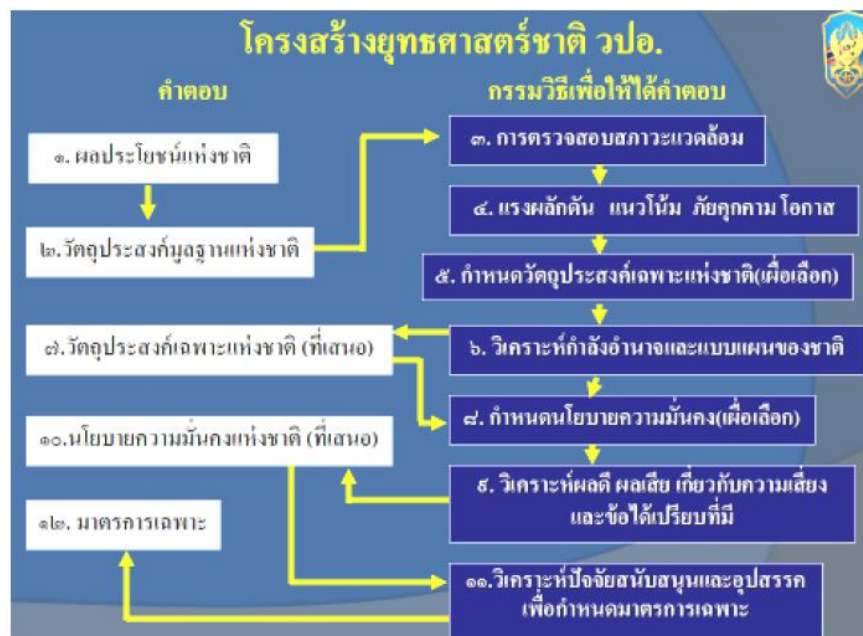 โครงสร้างยุทธศาสตร์ชาติ วปอ.
คำตอบ
กรรมวิธีเพื่อให้ได้คำตอบ
๑. ผลประโยชน์แห่งชาติ
๒.วัตถุประสงค์มูลฐานแห่งชาติ
๓. การตรวจสอบสภาวะแวดล้อม
๔. แรงผลักดัน แนวโน้ม ภัยคุกคาม โอกาส
๕. กำหนดวัตถุประสงค์เฉพาะแห่งชาติ(เผื่อเลือก)
๖. วิเคราะห์กำลังอำนาจและแบบแผนของชาติ
๗.วัตถุประสงค์เฉพาะแห่งชาติ (ที่เสนอ)
๘. กำหนดนโยบายความมั่นคง(เผื่อเลือก)
๙. วิเคราะห์ผลดี ผลเสีย เกี่ยวกับความเสี่ยง
และข้อได้เปรียบที่มี
๑๐.นโยบายความมั่นคงแห่งชาติ (ที่เสนอ)
๑๑.วิเคราะห์ปัจจัยสนับสนุนและอุปสรรค
เพื่อกำหนดมาตรการเฉพาะ
๑๒. มาตรการเฉพาะ